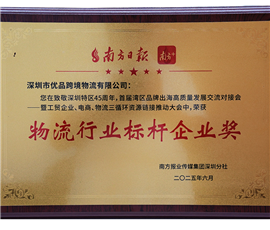 南方日报 南方+
深圳市优品跨境物流有限公司：
您在致敬深圳特区45周年，首届湾区品牌出海高质量发展交流对接会
暨工贸企业、电商、物流三循环资源链接推动大会中，荣获
物流行业标杆企业奖
南方报业传媒集团深圳分社
二〇二五年六月